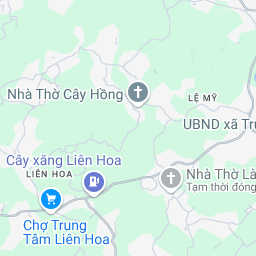 Nhà Thờ Cây Hồng
LỆ MỸ
UBND xã Tru
Cây xăng Liên Hoa
LIÊN HOA
Nhà Thờ Là
Tạm thời đóng
Chợ Trung
Tâm Liên Hoa